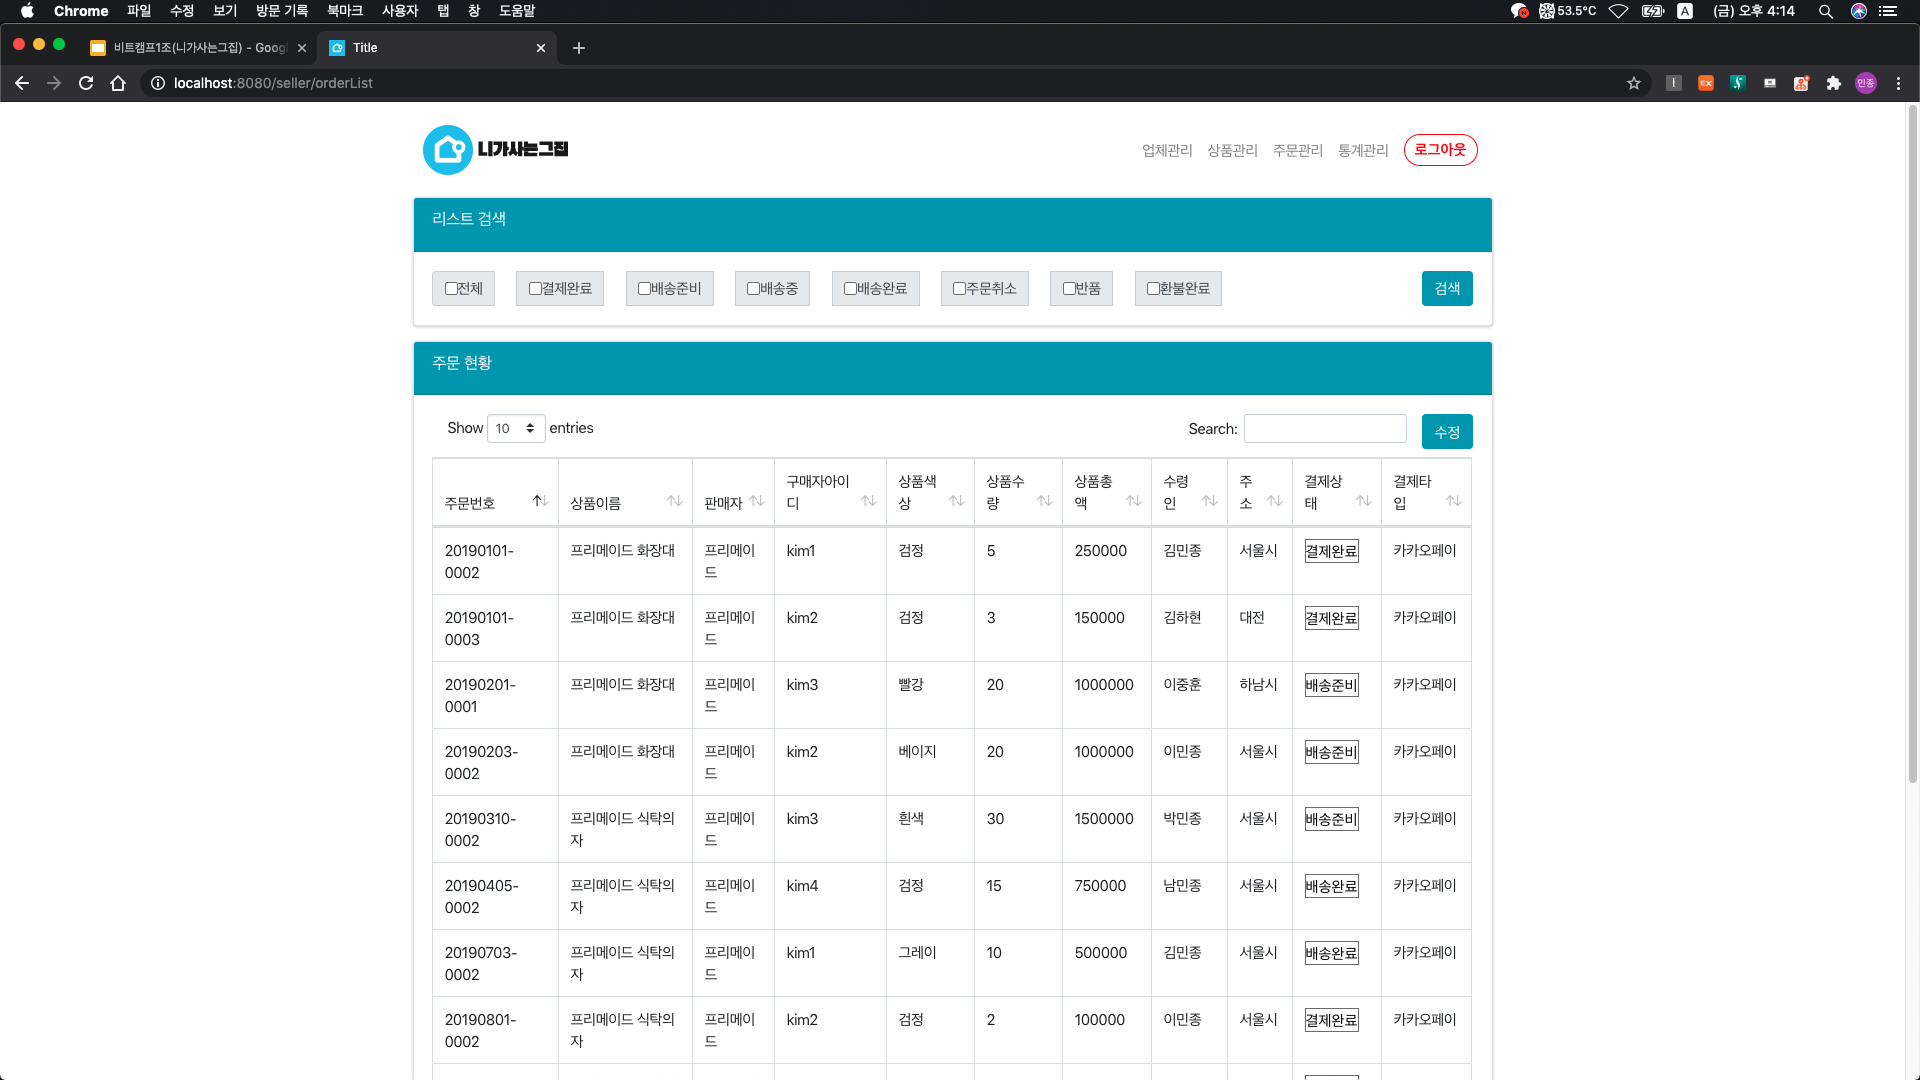 Chrome 파일 수정 보기 방문 기록 북마크 사용자 탭 창 도움말 53.5°C A (금) 오후 4:14
비트캠프1조(니가사는그집) - Goog Title
localhost:8080/seller/orderList 민종
니가사는그집 업체관리 상품관리 주문관리 통계관리 로그아웃
리스트 검색
전체 결제완료 배송준비 배송중 배송완료 주문취소 반품 환불완료 검색
주문 현황
Show 10 entries Search: 수정
주문번호 상품이름 판매자 구매자아이디 상품색상 상품수량 상품총액 수령인 주소 결제상태 결제타입
20190101-0002 프리메이드 화장대 프리메이드 kim1 검정 5 250000 김민종 서울시 결제완료 카카오페이
20190101-0003 프리메이드 화장대 프리메이드 kim2 검정 3 150000 김하현 대전 결제완료 카카오페이
20190201-0001 프리메이드 화장대 프리메이드 kim3 빨강 20 1000000 이중훈 하남시 배송준비 카카오페이
20190203-0002 프리메이드 화장대 프리메이드 kim2 베이지 20 1000000 이민종 서울시 배송준비 카카오페이
20190310-0002 프리메이드 식탁의자 프리메이드 kim3 흰색 30 1500000 박민종 서울시 배송준비 카카오페이
20190405-0002 프리메이드 식탁의자 프리메이드 kim4 검정 15 750000 남민종 서울시 배송완료 카카오페이
20190703-0002 프리메이드 식탁의자 프리메이드 kim1 그레이 10 500000 김민종 서울시 배송완료 카카오페이
20190801-0002 프리메이드 식탁의자 프리메이드 kim2 검정 2 100000 이민종 서울시 결제완료 카카오페이